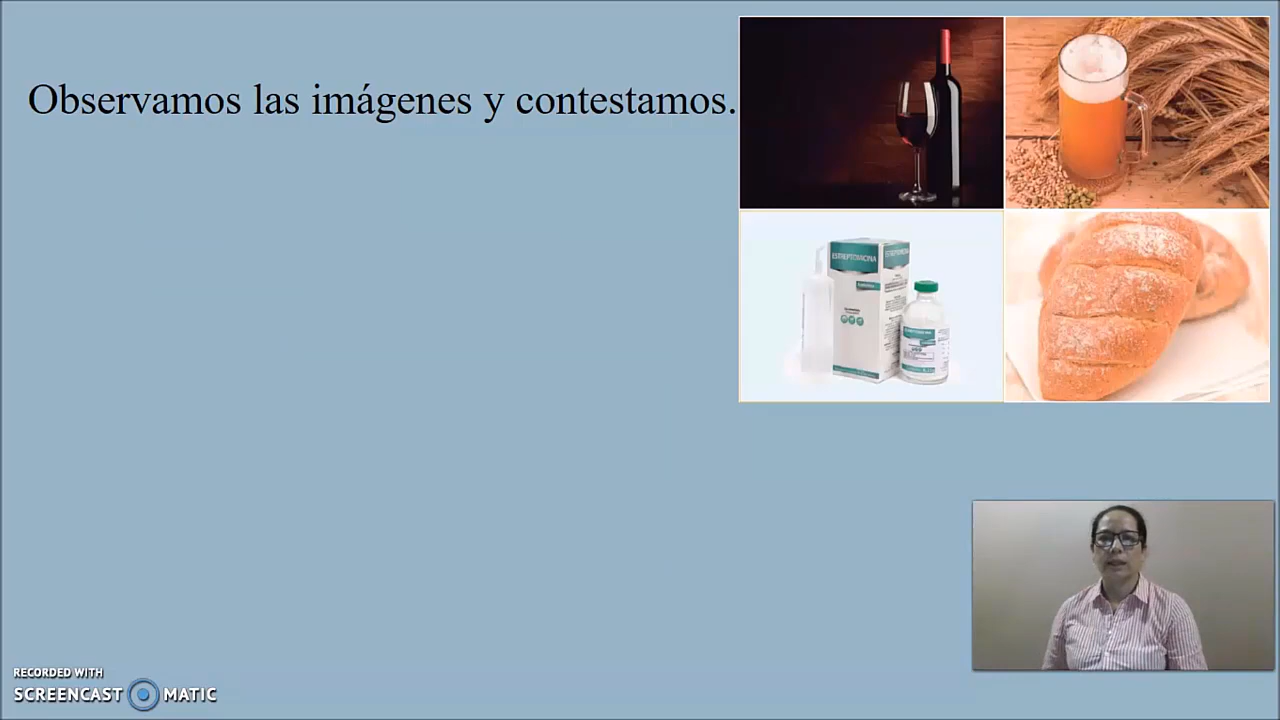 Observamos las imágenes y contestamos.
ESTREPTOMICINA
RECORDED WITH
SCREENCAST MATIC